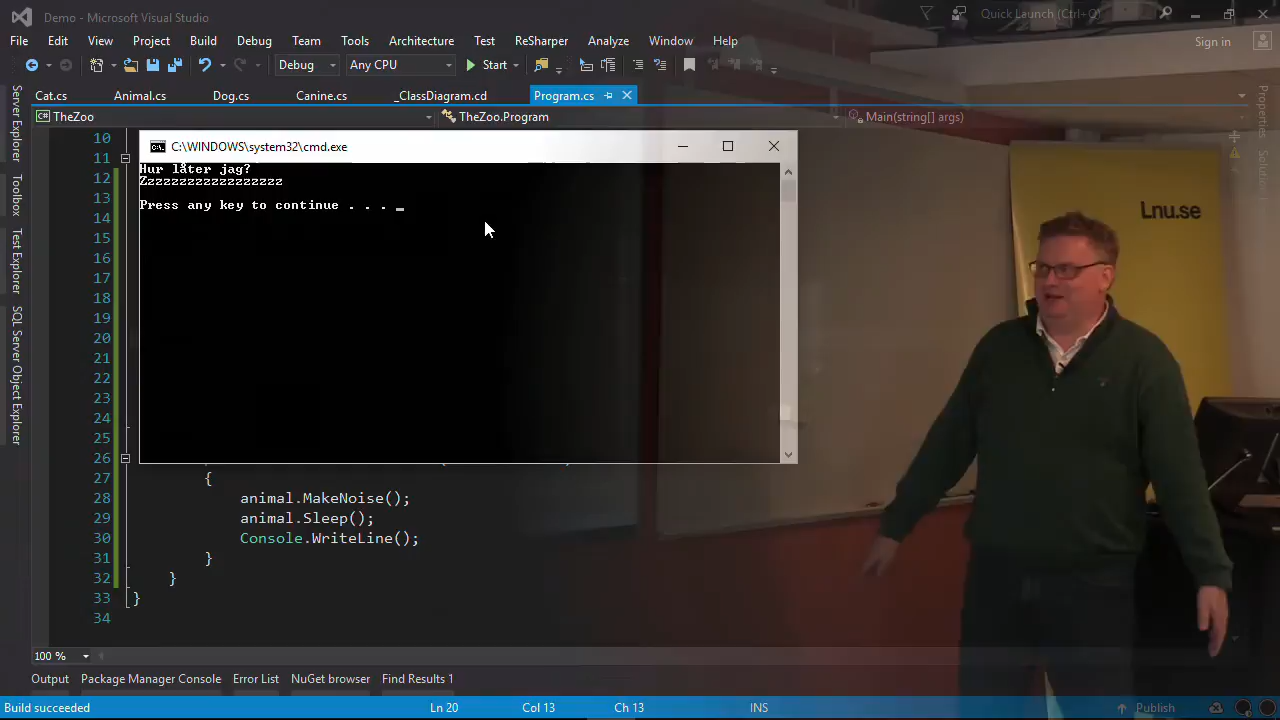 Demo - Microsoft Visual Studio
Quick Launch (Ctrl+Q)
File Edit View Project Build Debug Team Tools Architecture Test ReSharper Analyze Window Help
Sign in
Debug Any CPU Start
Cat.cs Animal.cs Dog.cs Canine.cs _ClassDiagram.cd Program.cs
TheZoo TheZoo.Program Main(string[] args)
Server Explorer
Toolbox
Test Explorer
SQL Server Object Explorer
Properties
C:\WINDOWS\system32\cmd.exe
Hur låter jag?
Zzzzzzzzzzzzzzzzzz
Press any key to continue . . . _
Lnu.se
10
11
12
13
14
15
16
17
18
19
20
21
22
23
24
25
26
27 {
28 animal.MakeNoise();
29 animal.Sleep();
30 Console.WriteLine();
31 }
32 }
33 }
34
100 %
Output Package Manager Console Error List NuGet browser Find Results 1
Build succeeded Ln 20 Col 13 Ch 13 INS Publish